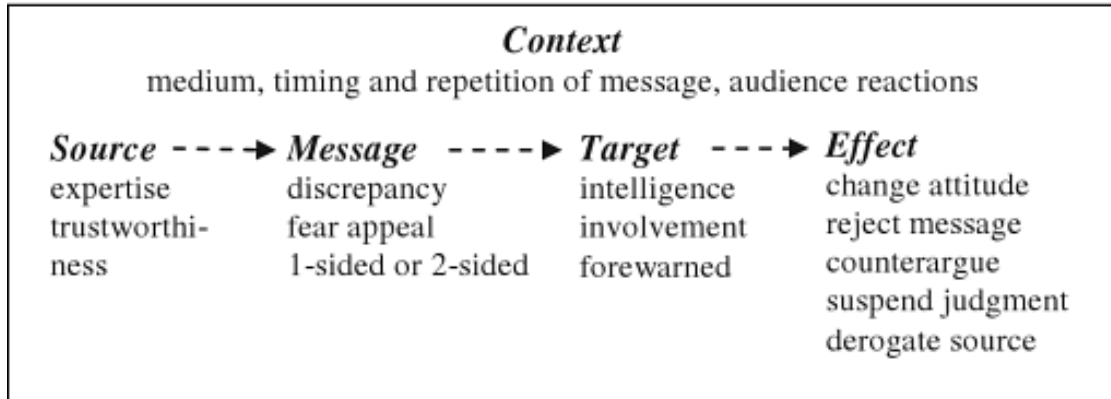 Context
medium, timing and repetition of message, audience reactions
Source Message Target Effect
expertise discrepancy intelligence change attitude
trustworthi- fear appeal involvement reject message
ness 1-sided or 2-sided forewarned counterargue
suspend judgment
derogate source